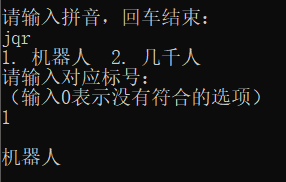 请输入拼音，回车结束：
jqr
1. 机器人  2. 几千人
请输入对应标号：
（输入0表示没有符合的选项）
1
机器人